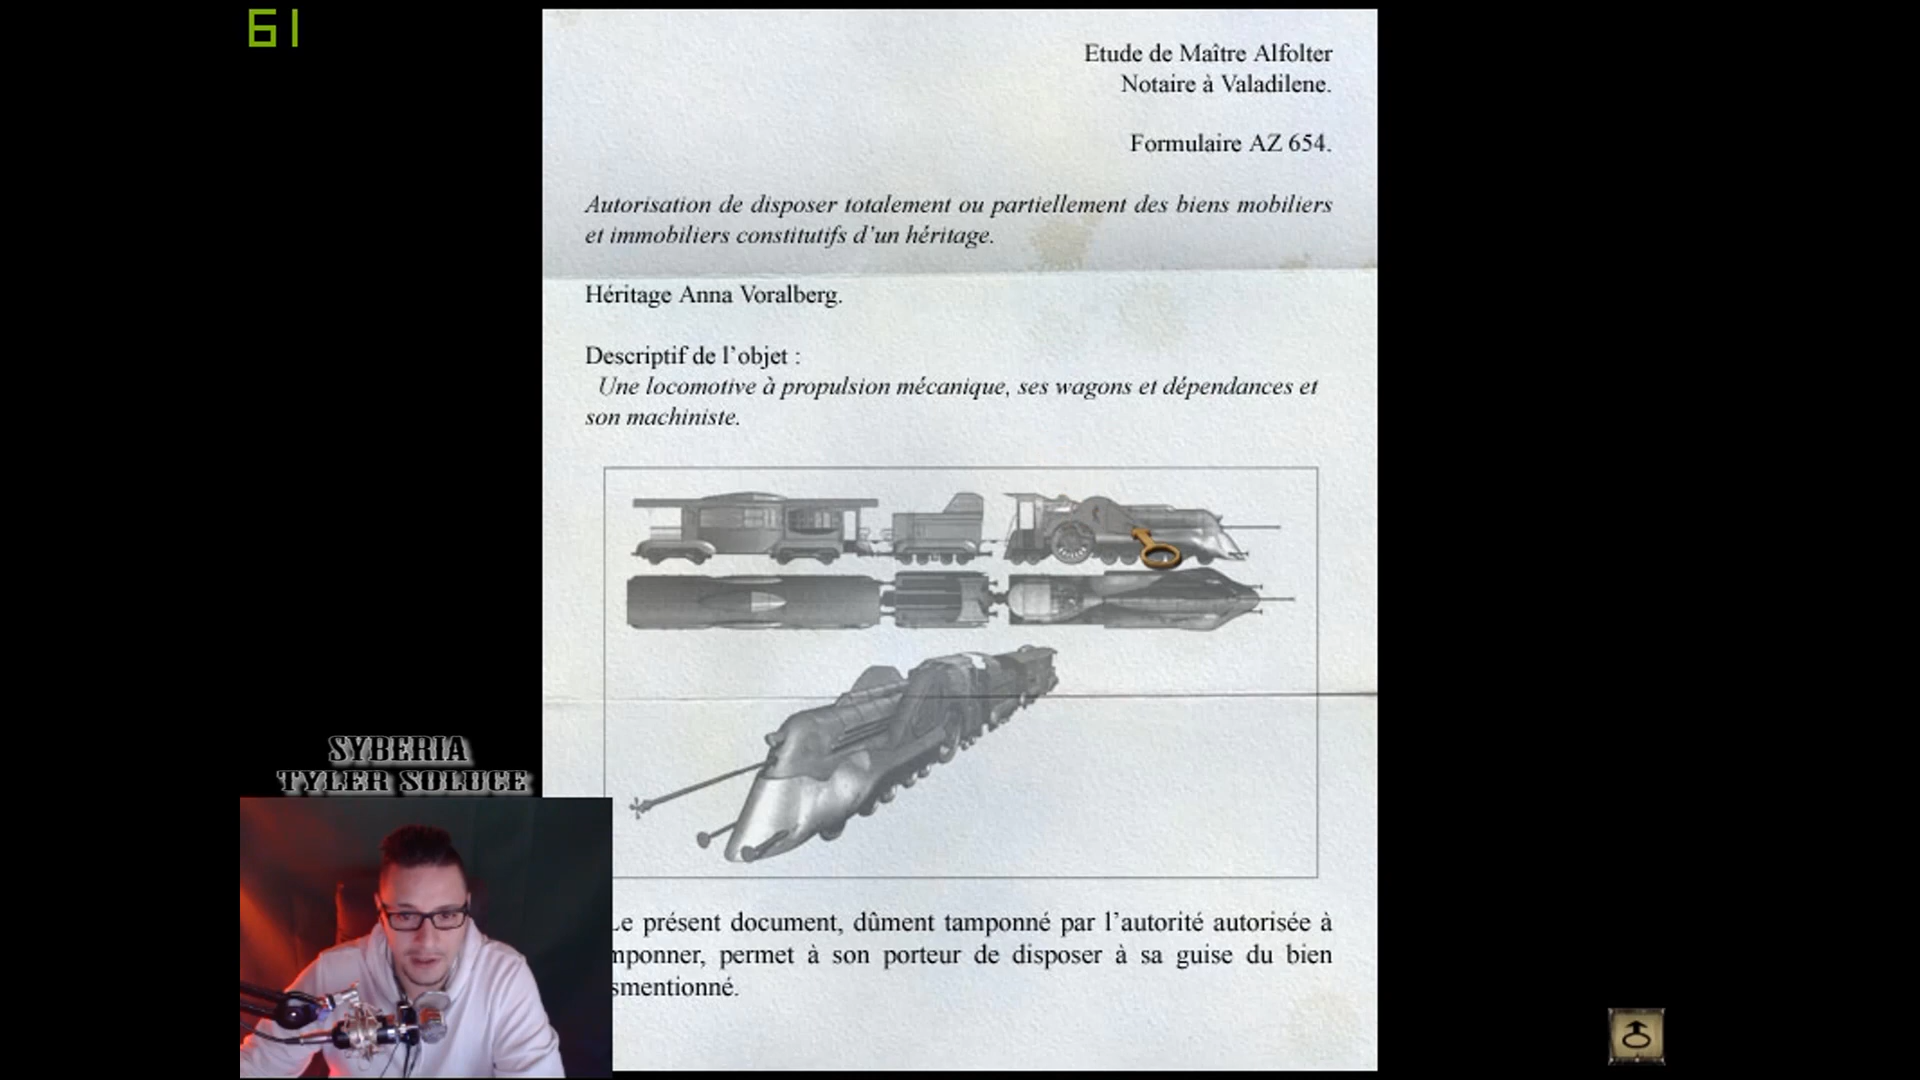 61
Etude de Maître Alfolter
Notaire à Valadilene.
Formulaire AZ 654.
Autorisation de disposer totalement ou partiellement des biens mobiliers
et immobiliers constitutifs d’un héritage.
Héritage Anna Voralberg.
Descriptif de l’objet :
Une locomotive à propulsion mécanique, ses wagons et dépendances et
son machiniste.
SYBERIA
TYLER SOLUCE
présent document, dûment tamponné par l’autorité autorisée à
permet à son porteur de disposer à sa guise du bien